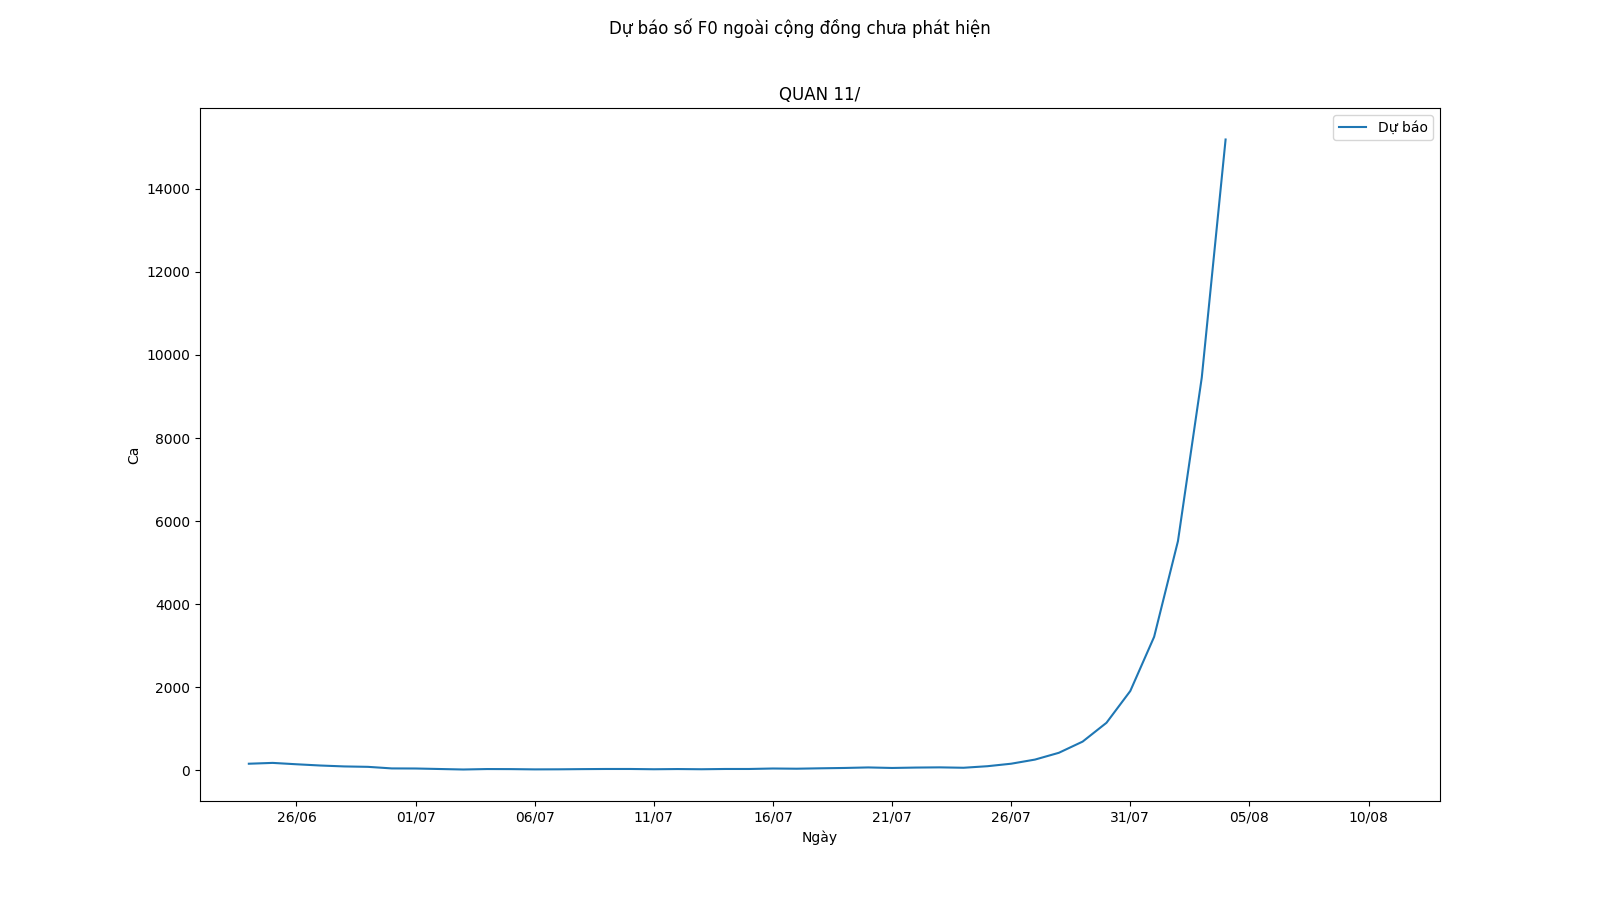 Dự báo số F0 ngoài cộng đồng chưa phát hiện
QUAN 11/
Dự báo
14000
12000
10000
8000
6000
4000
2000
0
Ca
26/06 01/07 06/07 11/07 16/07 21/07 26/07 31/07 05/08 10/08
Ngày